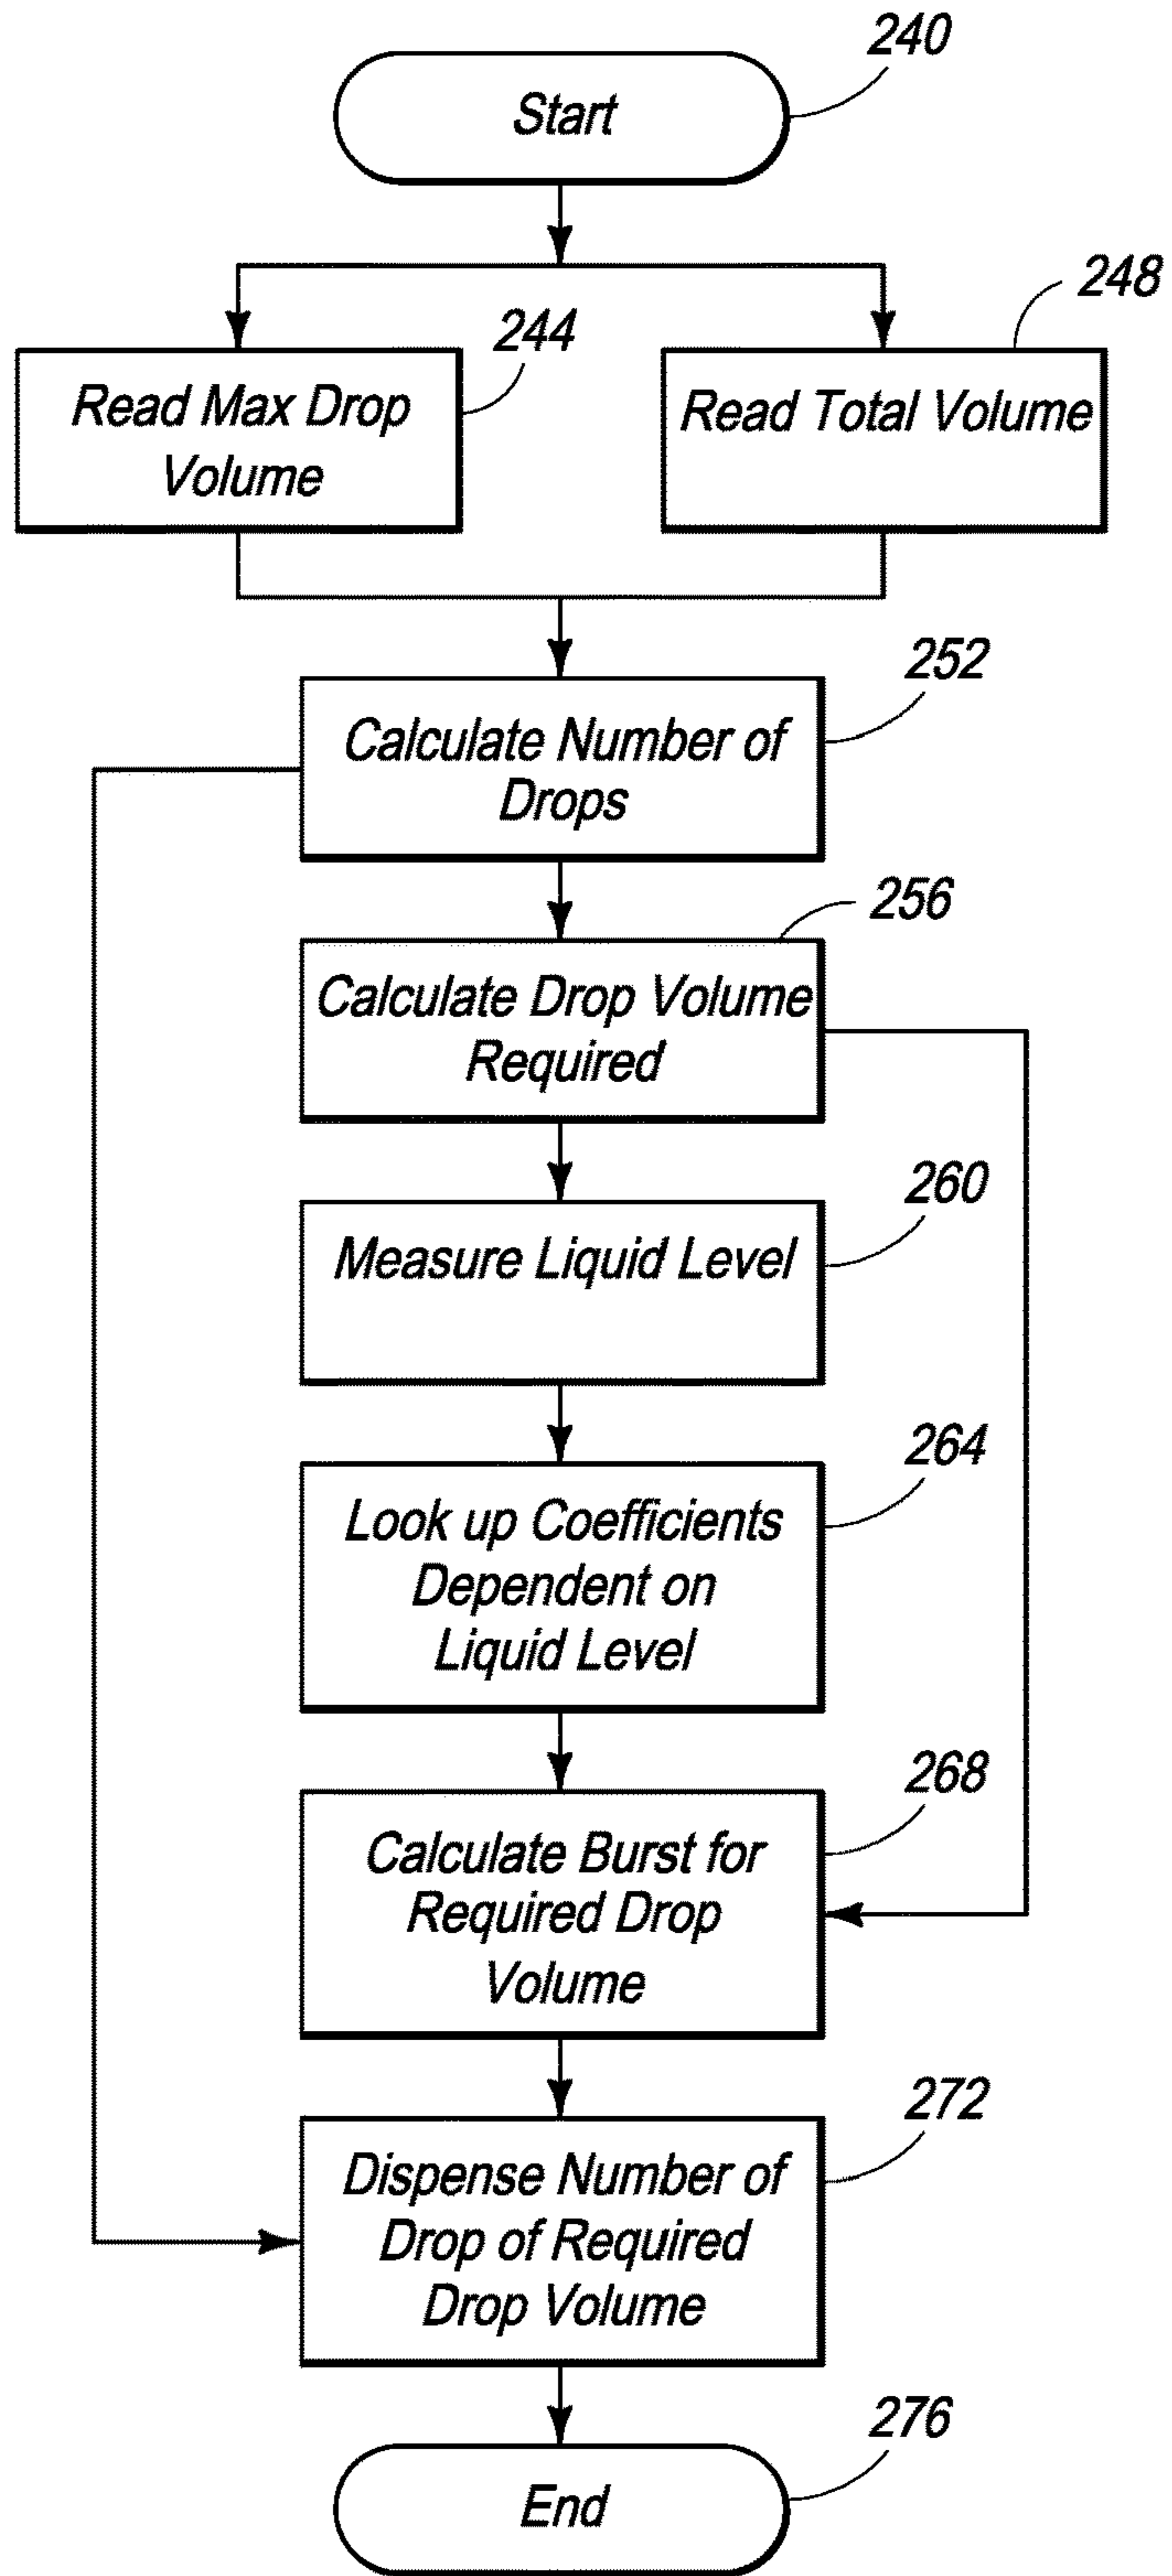 240
Start
248
244
Read Max Drop
Volume
Read Total Volume
252
Calculate Number of
Drops
256
Calculate Drop Volume
Required
260
Measure Liquid Level
264
Look up Coefficients
Dependent on
Liquid Level
268
Calculate Burst for
Required Drop
Volume
272
Dispense Number of
Drop of Required
Drop Volume
276
End